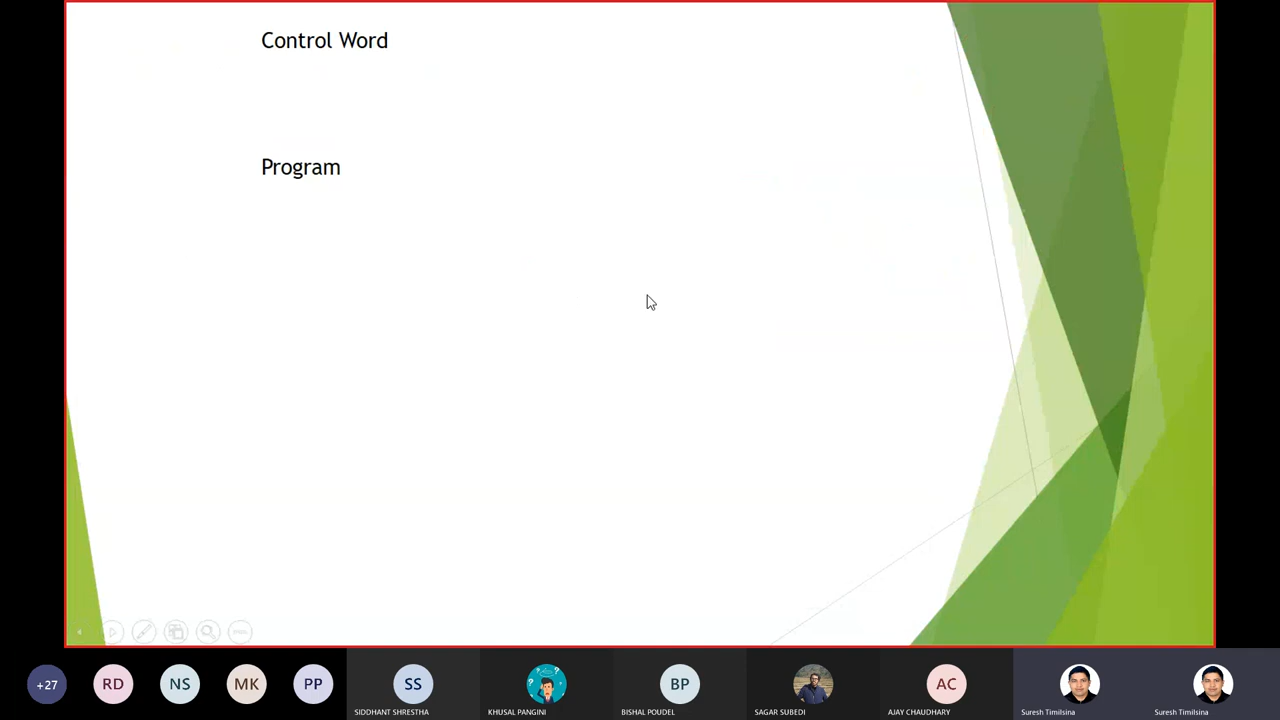 Control Word
Program
+27
RD
NS
MK
PP
SS
BP
AC
SIDDHANT SHRESTHA
KHUSAL PANGINI
BISHAL POUDEL
SAGAR SUBEDI
AJAY CHAUDHARY
Suresh Timilsina
Suresh Timilsina